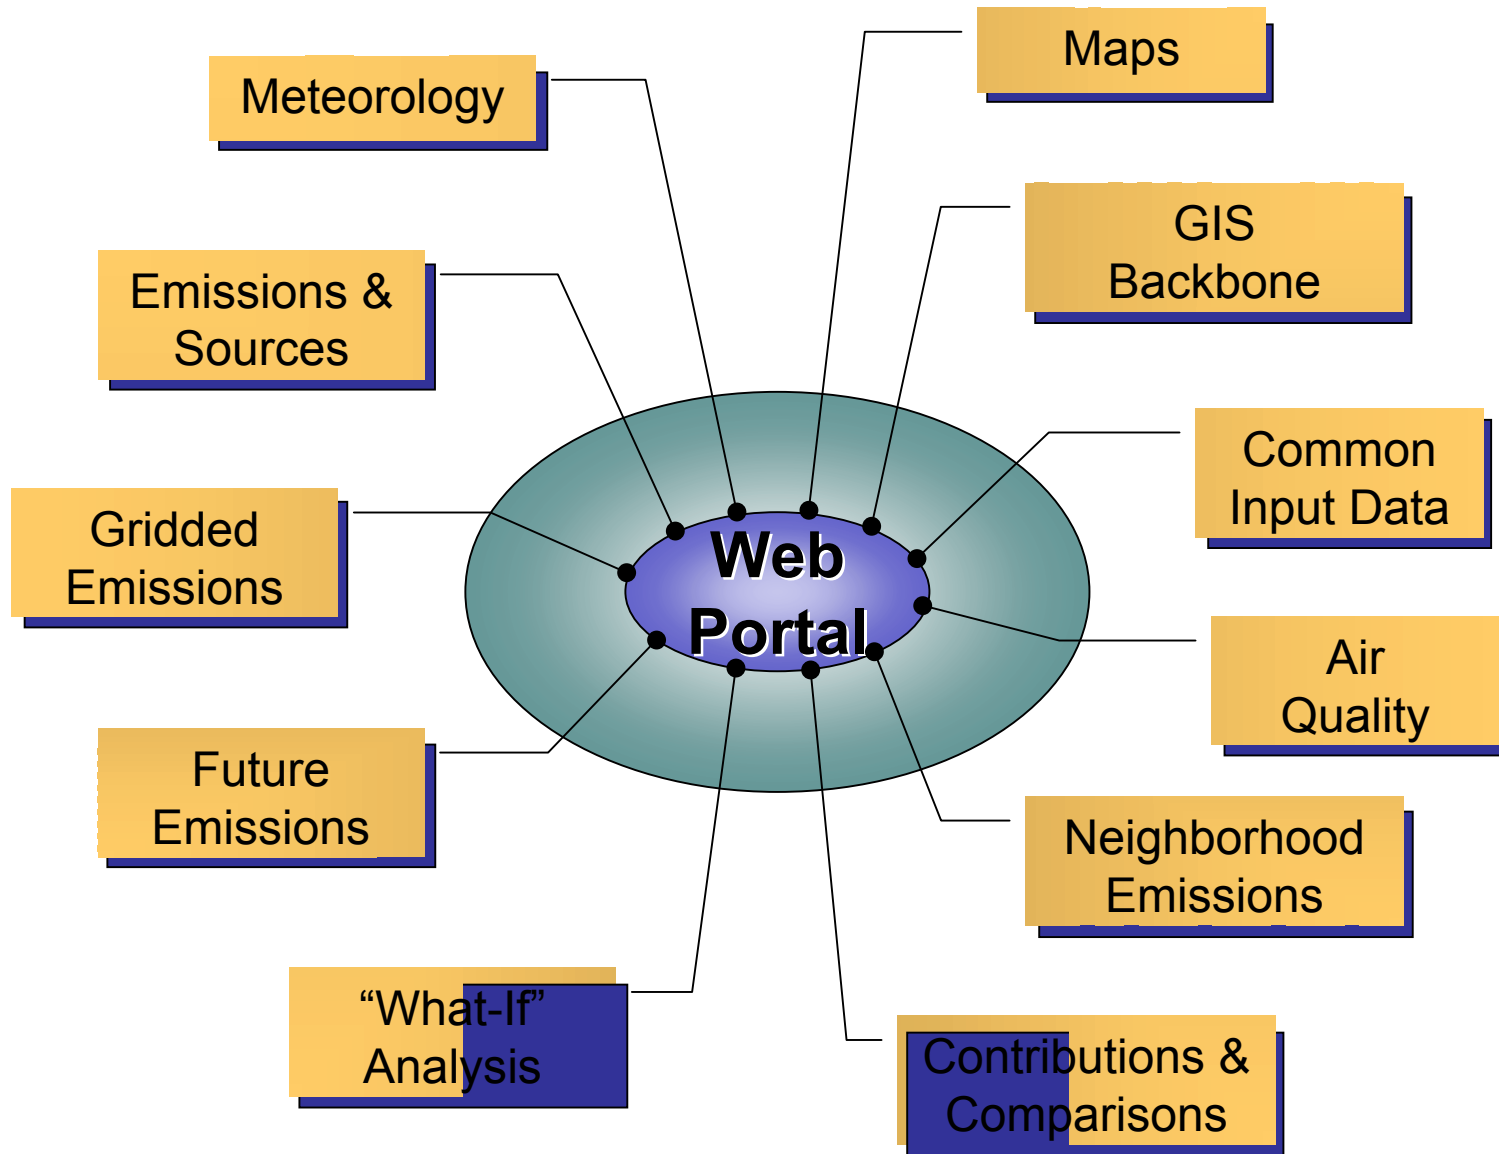 Meteorology
Maps
GIS
Backbone
Emissions &
Sources
Common
Input Data
Gridded
Emissions
Web
Portal
Air
Quality
Future
Emissions
Neighborhood
Emissions
“What-If”
Analysis
Contributions &
Comparisons